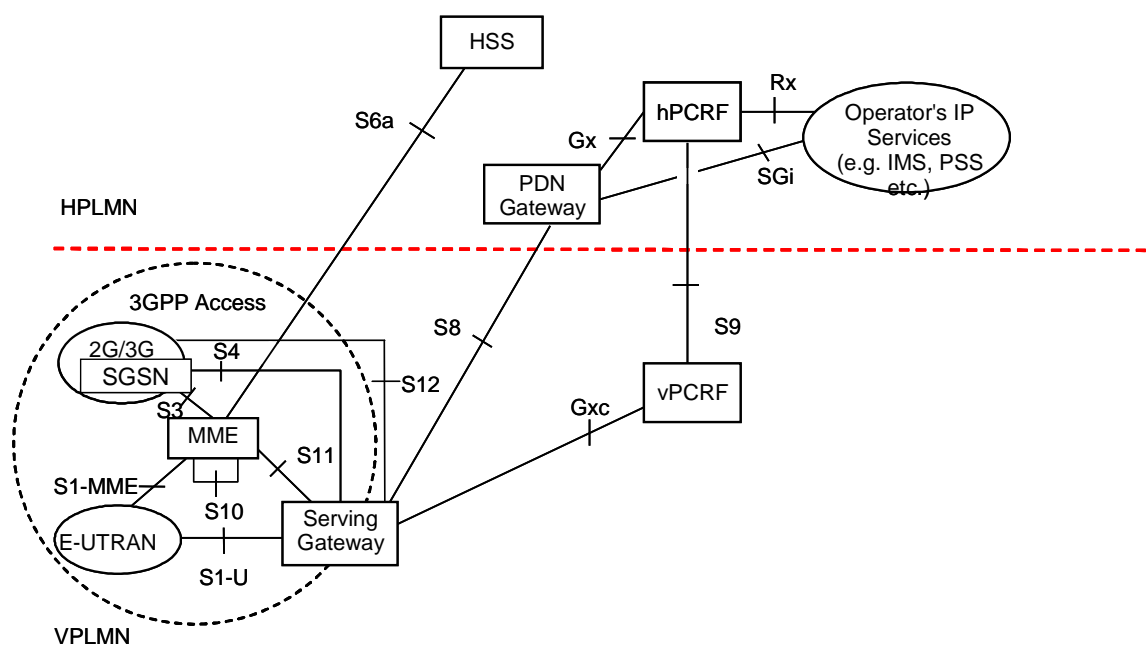 HSS
Rx
hPCRF
Operator's IP
Services
(e.g. IMS, PSS
etc.)
S6a
Gx
SGi
PDN
Gateway
HPLMN
3GPP Access
2G/3G
SGSN
S4
S8
S9
S12
S3
vPCRF
Gxc
MME
S11
S1-MME
S10
Serving
Gateway
E-UTRAN
S1-U
VPLMN